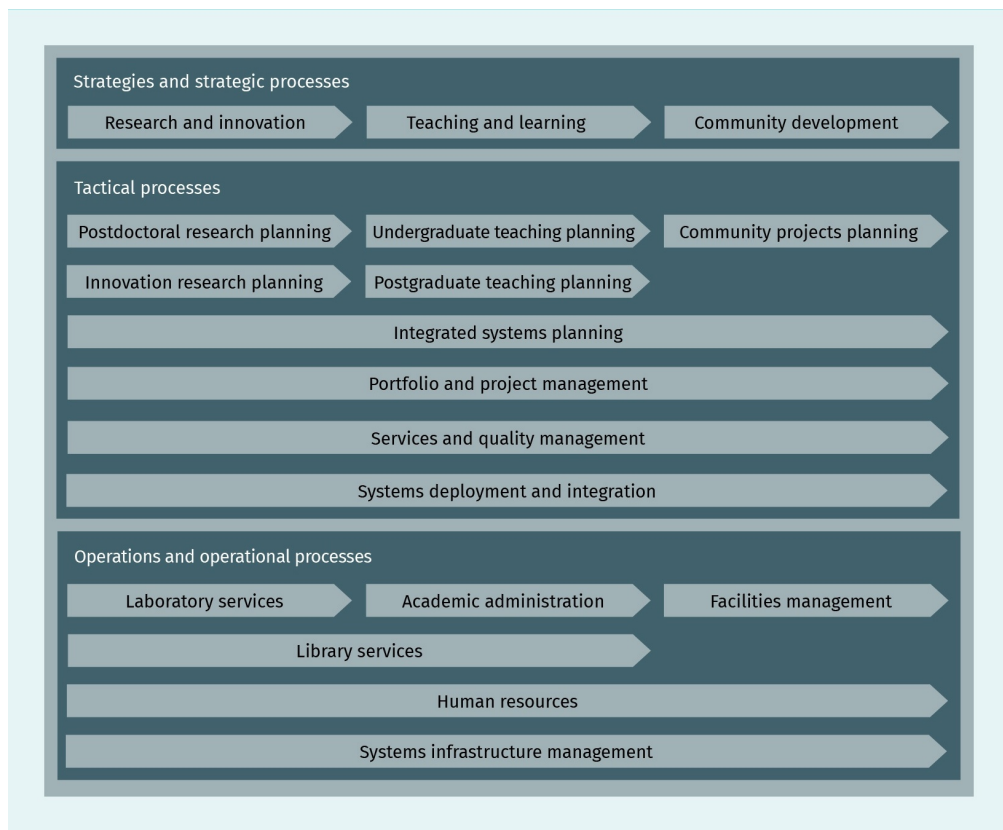 Strategies and strategic processes
Research and innovation
Teaching and learning
Community development
Tactical processes
Postdoctoral research planning
Undergraduate teaching planning
Community projects planning
Innovation research planning
Postgraduate teaching planning
Integrated systems planning
Portfolio and project management
Services and quality management
Systems deployment and integration
Operations and operational processes
Laboratory services
Academic administration
Facilities management
Library services
Human resources
Systems infrastructure management